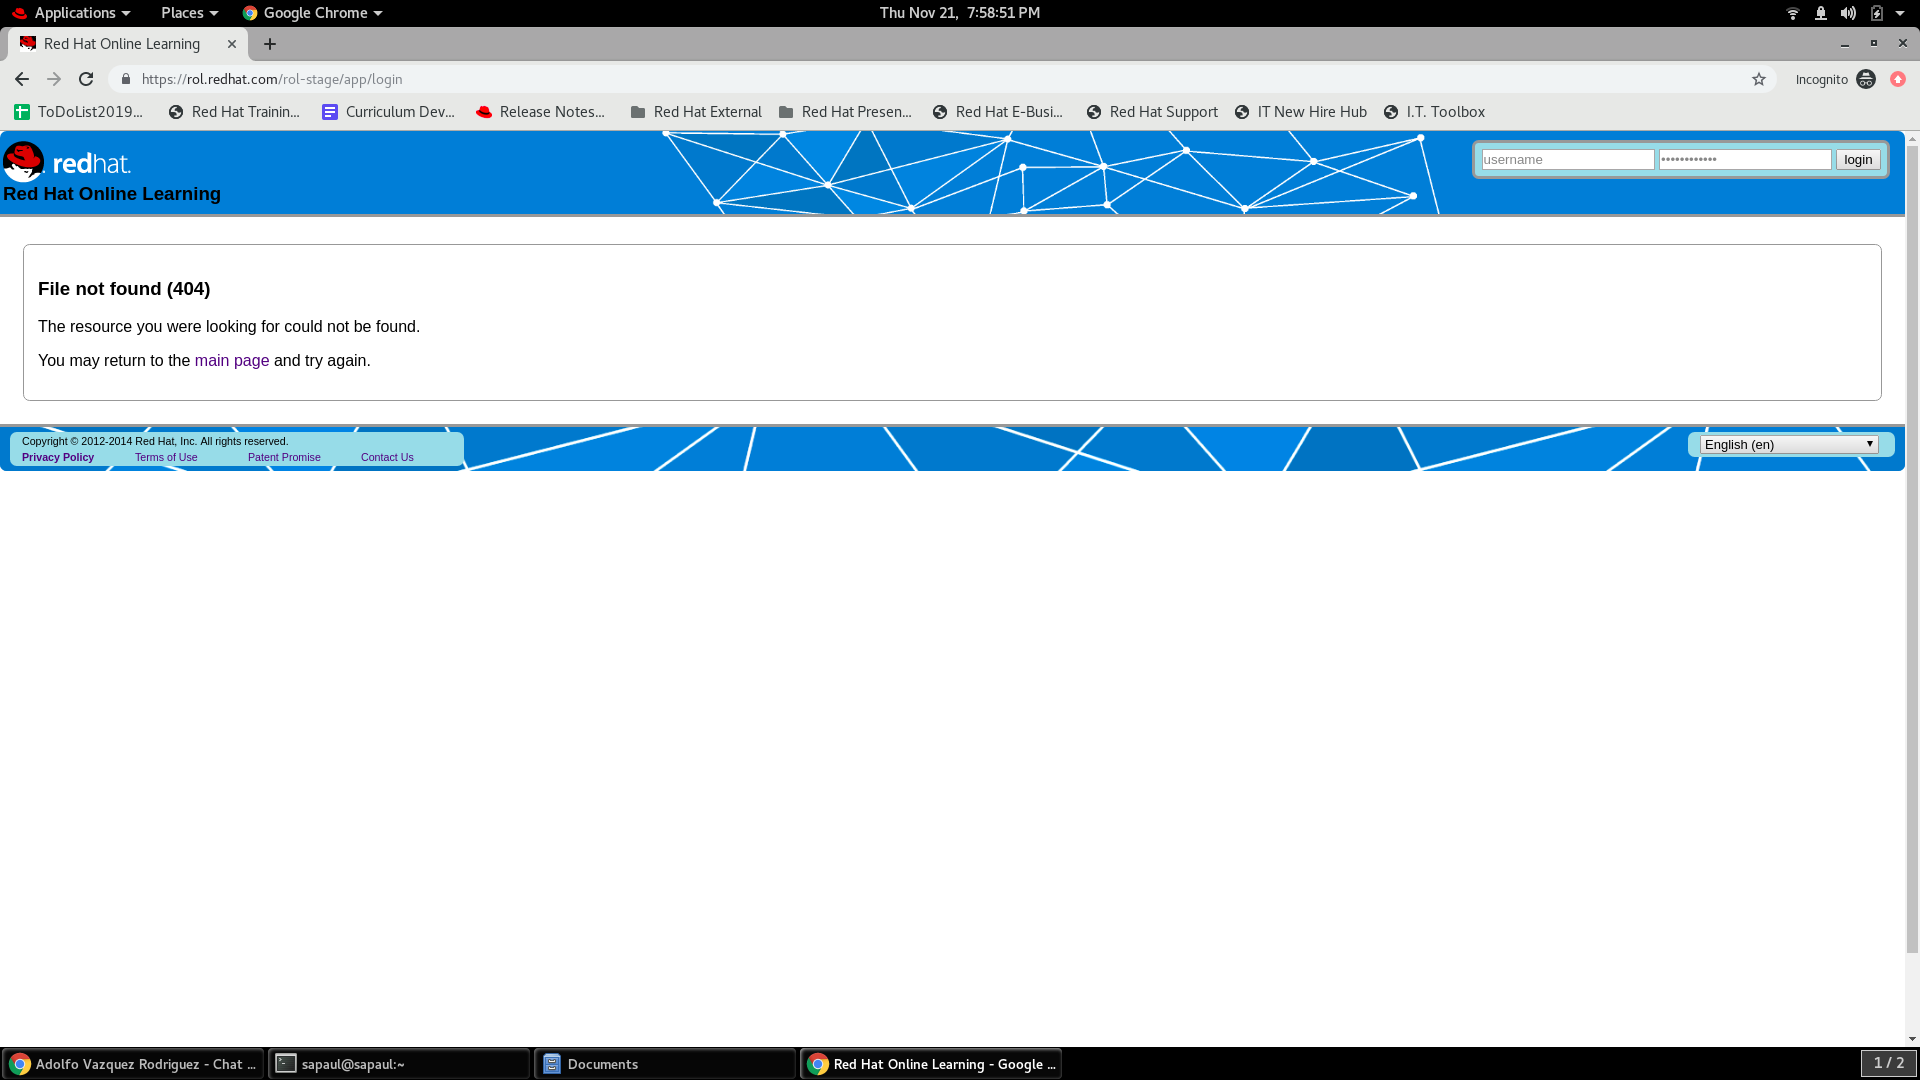 Applications Places Google Chrome Thu Nov 21, 7:58:51 PM
Red Hat Online Learning
https://rol.redhat.com/rol-stage/app/login Incognito
ToDoList2019... Red Hat Trainin... Curriculum Dev... Release Notes... Red Hat External Red Hat Presen... Red Hat E-Busi... Red Hat Support IT New Hire Hub I.T. Toolbox
redhat. username •••••••••••• login
Red Hat Online Learning
File not found (404)
The resource you were looking for could not be found.
You may return to the main page and try again.
Copyright © 2012-2014 Red Hat, Inc. All rights reserved. English (en)
Privacy Policy Terms of Use Patent Promise Contact Us
Adolfo Vazquez Rodriguez - Chat ... sapaul@sapaul:~ Documents Red Hat Online Learning - Google ... 1 / 2